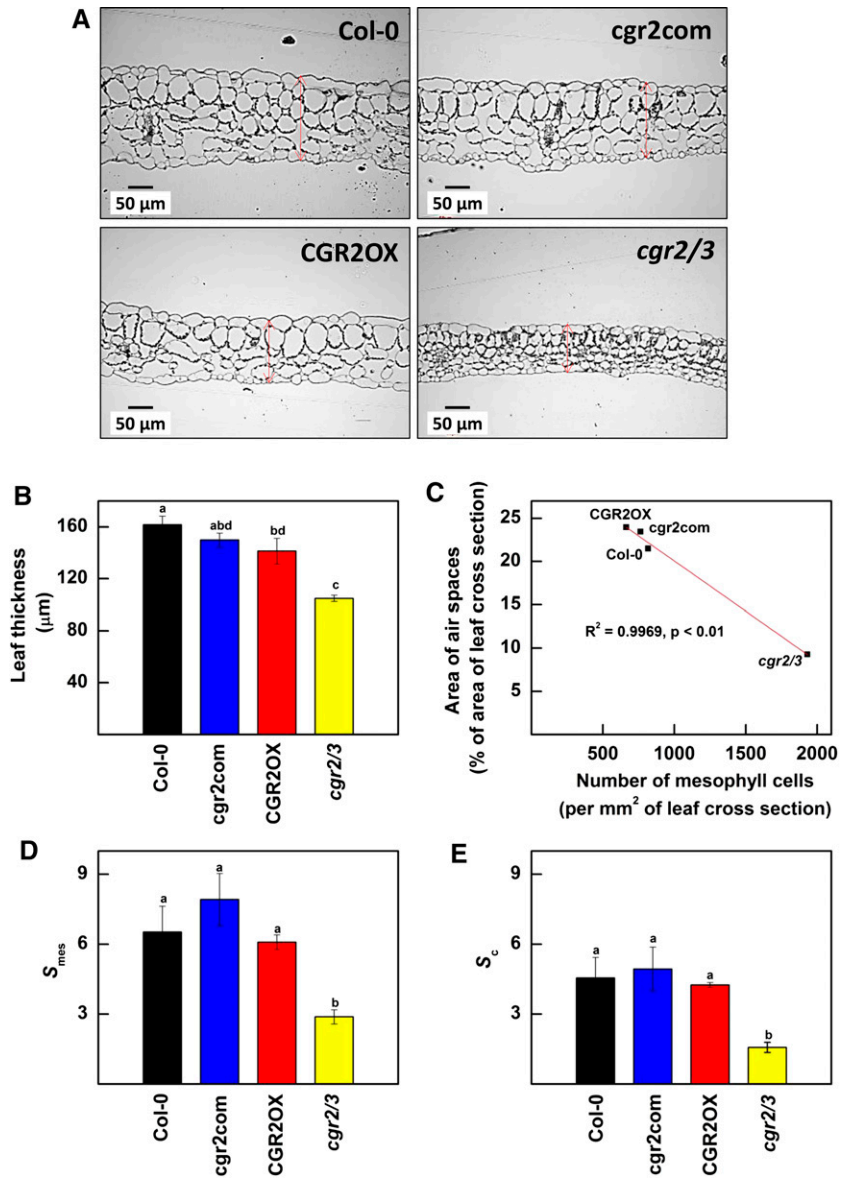 A
Col-0
50 µm
cgr2com
50 µm
CGR2OX
50 µm
cgr2/3
50 µm
B
Leaf thickness
(µm)
160
120
80
40
a
abd
bd
c
Col-0
cgr2com
CGR2OX
cgr2/3
C
Area of air spaces
(% of area of leaf cross section)
25
20
15
10
5
CGR2OX
cgr2com
Col-0
R² = 0.9969, p < 0.01
cgr2/3
500
1000
1500
2000
Number of mesophyll cells
(per mm² of leaf cross section)
D
Smes
9
6
3
a
a
a
b
Col-0
cgr2com
CGR2OX
cgr2/3
E
Sc
9
6
3
a
a
a
b
Col-0
cgr2com
CGR2OX
cgr2/3